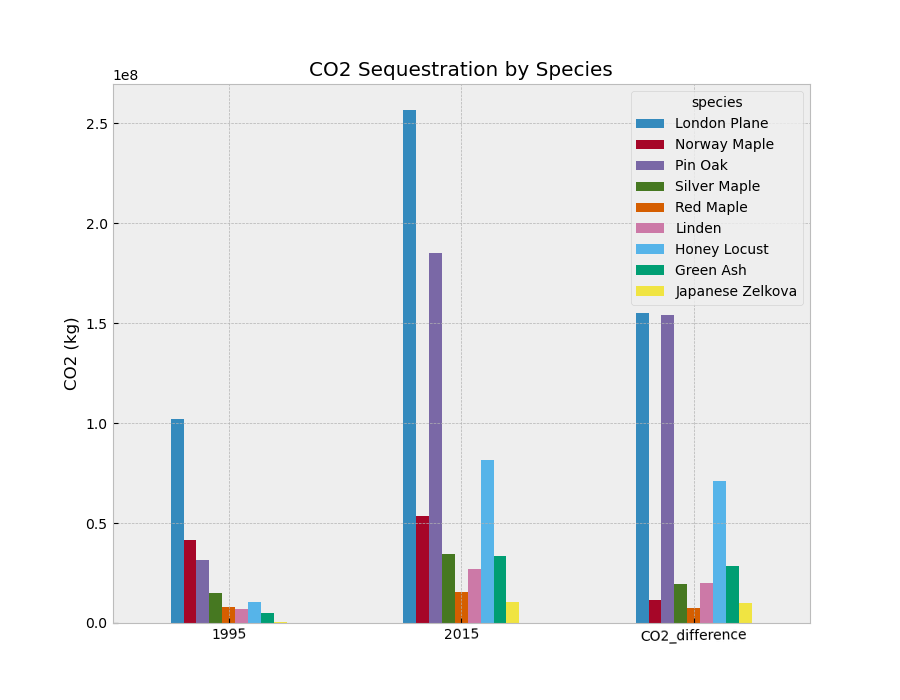 CO2 Sequestration by Species
1e8
species
London Plane
Norway Maple
Pin Oak
Silver Maple
Red Maple
Linden
Honey Locust
Green Ash
Japanese Zelkova
CO2 (kg)
2.5
2.0
1.5
1.0
0.5
0.0
1995
2015
CO2_difference